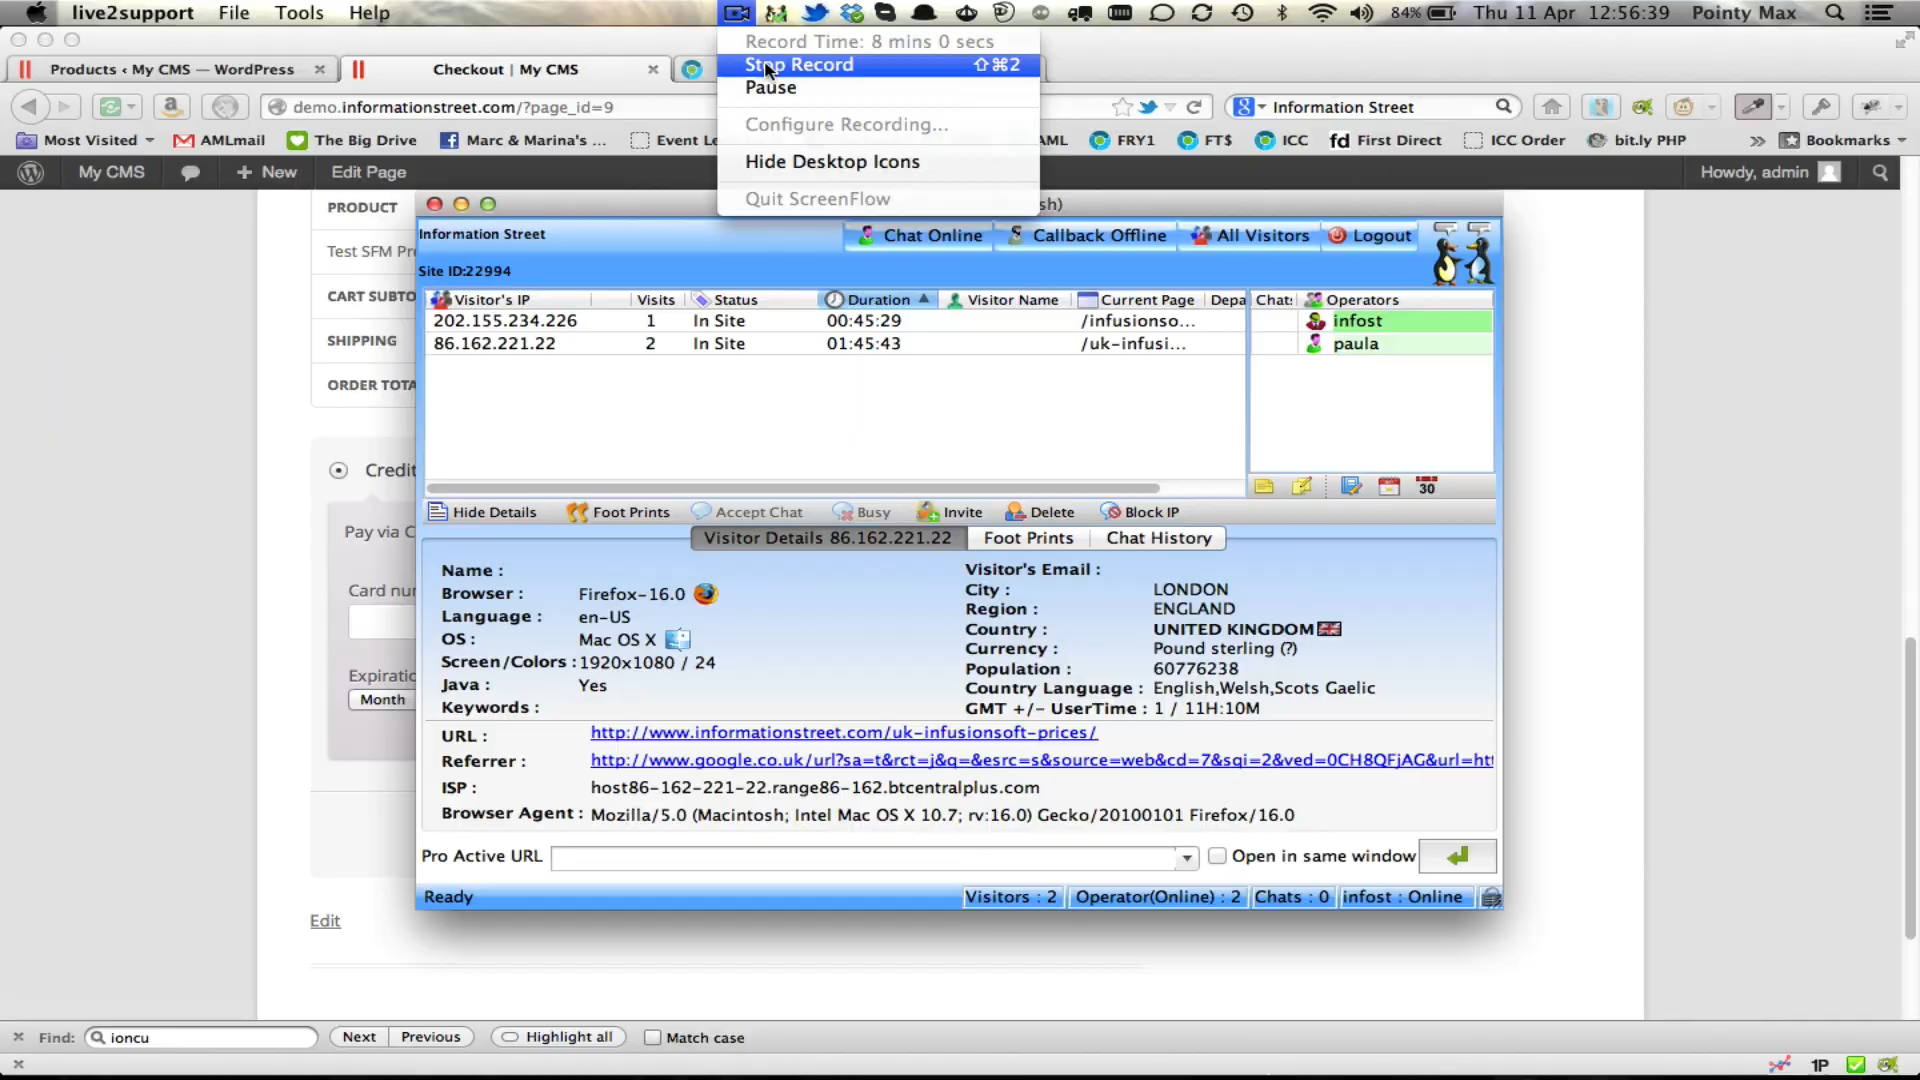 live2support File Tools Help 84% Thu 11 Apr 12:56:39 Pointy Max
Record Time: 8 mins 0 secs
Stop Record ⇧⌘2
Pause
Configure Recording...
Hide Desktop Icons
Quit ScreenFlow
Products ‹ My CMS — WordPress Checkout | My CMS
demo.informationstreet.com/?page_id=9 Information Street
Most Visited AMLmail The Big Drive Marc & Marina's ... Event Le AML FRY1 FT$ ICC fd First Direct ICC Order bit.ly PHP » Bookmarks
My CMS + New Edit Page Howdy, admin
PRODUCT
Test SFM Pr
CART SUBTO
SHIPPING
ORDER TOTA
Credit
Pay via C
Card nu
Expiratio
Month
Edit
sh)
Information Street Chat Online Callback Offline All Visitors Logout
Site ID:22994
Visitor's IP Visits Status Duration Visitor Name Current Page Depa Chat: Operators
202.155.234.226 1 In Site 00:45:29 /infusionso... infost
86.162.221.22 2 In Site 01:45:43 /uk-infusi... paula
30
Hide Details Foot Prints Accept Chat Busy Invite Delete Block IP
Visitor Details 86.162.221.22 Foot Prints Chat History
Name :
Browser : Firefox-16.0
Language : en-US
OS : Mac OS X
Screen/Colors : 1920x1080 / 24
Java : Yes
Keywords :
Visitor's Email :
City : LONDON
Region : ENGLAND
Country : UNITED KINGDOM
Currency : Pound sterling (?)
Population : 60776238
Country Language : English,Welsh,Scots Gaelic
GMT +/- UserTime : 1 / 11H:10M
URL : http://www.informationstreet.com/uk-infusionsoft-prices/
Referrer : http://www.google.co.uk/url?sa=t&rct=j&q=&esrc=s&source=web&cd=7&sqi=2&ved=0CH8QFjAG&url=ht
ISP : host86-162-221-22.range86-162.btcentralplus.com
Browser Agent : Mozilla/5.0 (Macintosh; Intel Mac OS X 10.7; rv:16.0) Gecko/20100101 Firefox/16.0
Pro Active URL Open in same window
Ready Visitors : 2 Operator(Online) : 2 Chats : 0 infost : Online
Find: ioncu Next Previous Highlight all Match case
1P